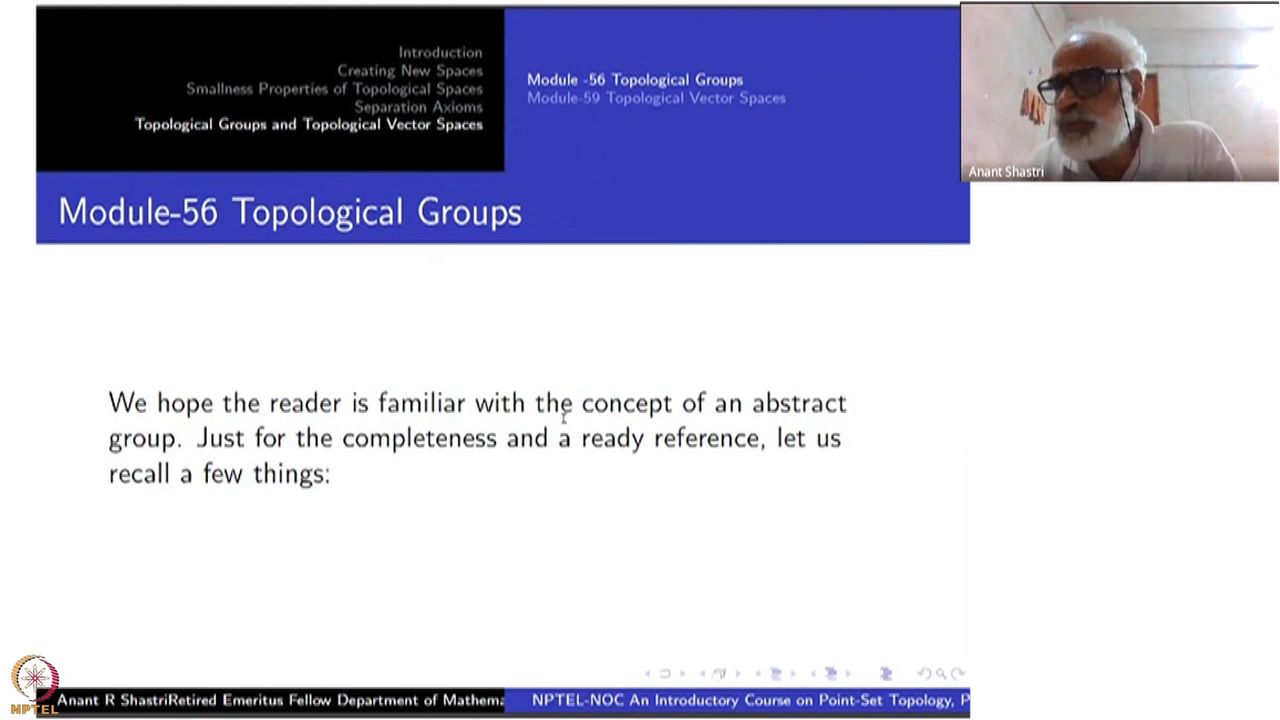 Introduction
Creating New Spaces
Smallness Properties of Topological Spaces
Separation Axioms
Topological Groups and Topological Vector Spaces
Module -56 Topological Groups
Module-59 Topological Vector Spaces
Anant Shastri
Module-56 Topological Groups
We hope the reader is familiar with the concept of an abstract
group. Just for the completeness and a ready reference, let us
recall a few things:
NPTEL
Anant R ShastriRetired Emeritus Fellow Department of Mathema
NPTEL-NOC An Introductory Course on Point-Set Topology, P